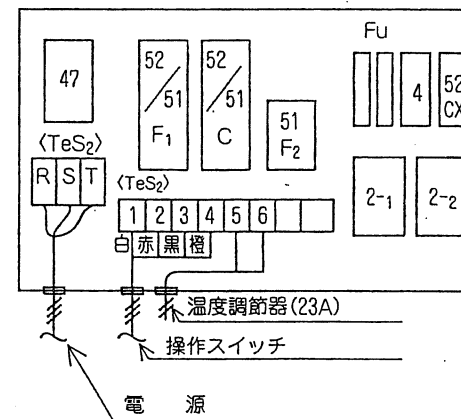 Fu
47
52/51 F₁
52/51 C
51 F₂
4
52 CX
〈TeS₂〉
R S T
〈TeS₂〉
1 2 3 4 5 6
白 赤 黒 橙
2-₁
2-₂
温度調節器(23A)
操作スイッチ
電源